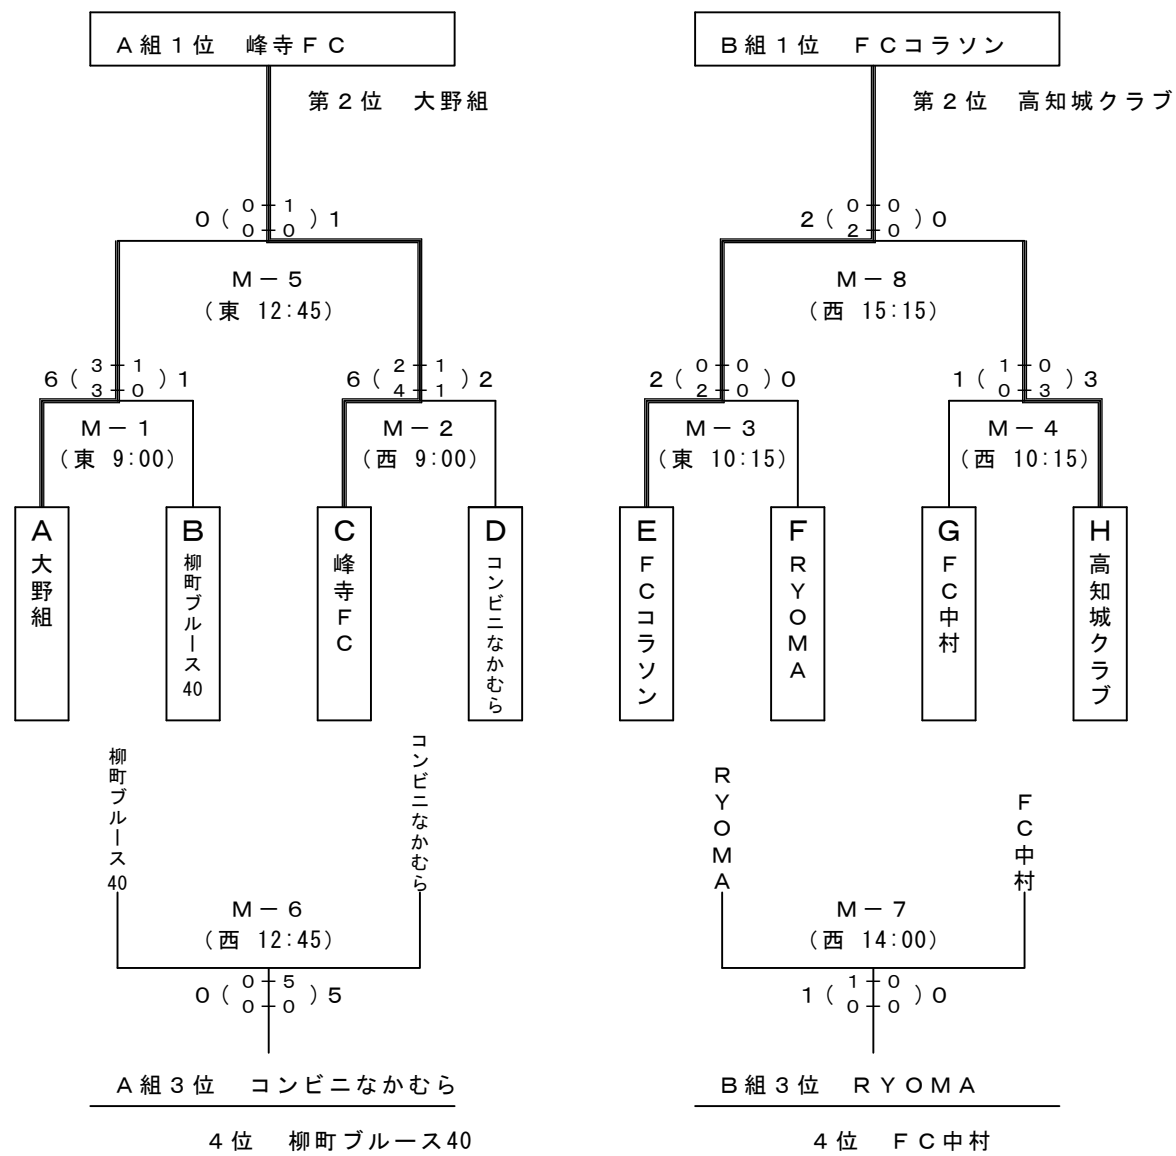 A組1位　峰寺FC
B組1位　FCコラソン
第2位　大野組
第2位　高知城クラブ
0 ( 0 - 1 ) 1
0 - 0
2 ( 0 - 0 ) 0
2 - 0
M－5
(東 12:45)
M－8
(西 15:15)
6 ( 3 - 1 ) 1
3 - 0
6 ( 2 - 1 ) 2
4 - 1
2 ( 0 - 0 ) 0
2 - 0
1 ( 1 - 0 ) 3
0 - 3
M－1
(東 9:00)
M－2
(西 9:00)
M－3
(東 10:15)
M－4
(西 10:15)
A 大野組
B 柳町ブルース40
C 峰寺FC
D コンビニなかむら
E FCコラソン
F RYOMA
G FC中村
H 高知城クラブ
柳町ブルース40
コンビニなかむら
RYOMA
FC中村
M－6
(西 12:45)
M－7
(西 14:00)
0 ( 0 - 5 ) 5
0 - 0
1 ( 1 - 0 ) 0
0 - 0
A組3位　コンビニなかむら
B組3位　RYOMA
4位　柳町ブルース40
4位　FC中村